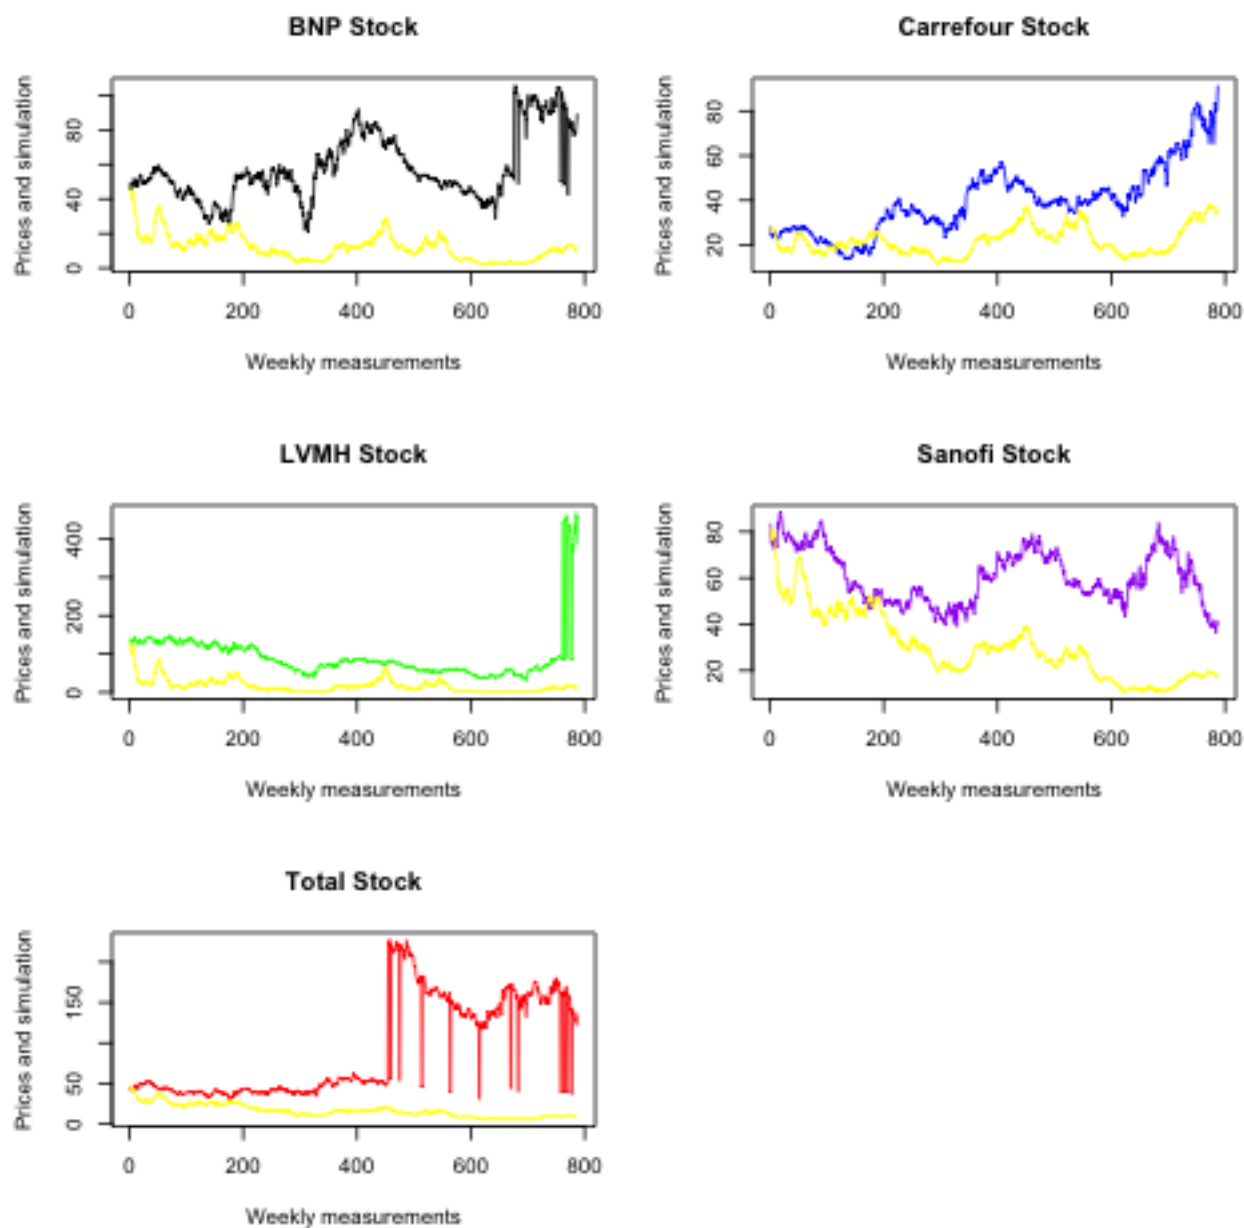 BNP Stock
Prices and simulation
0 40 80
0 200 400 600 800
Weekly measurements
Carrefour Stock
Prices and simulation
20 40 60 80
0 200 400 600 800
Weekly measurements
LVMH Stock
Prices and simulation
0 200 400
0 200 400 600 800
Weekly measurements
Sanofi Stock
Prices and simulation
20 40 60 80
0 200 400 600 800
Weekly measurements
Total Stock
Prices and simulation
0 50 150
0 200 400 600 800
Weekly measurements